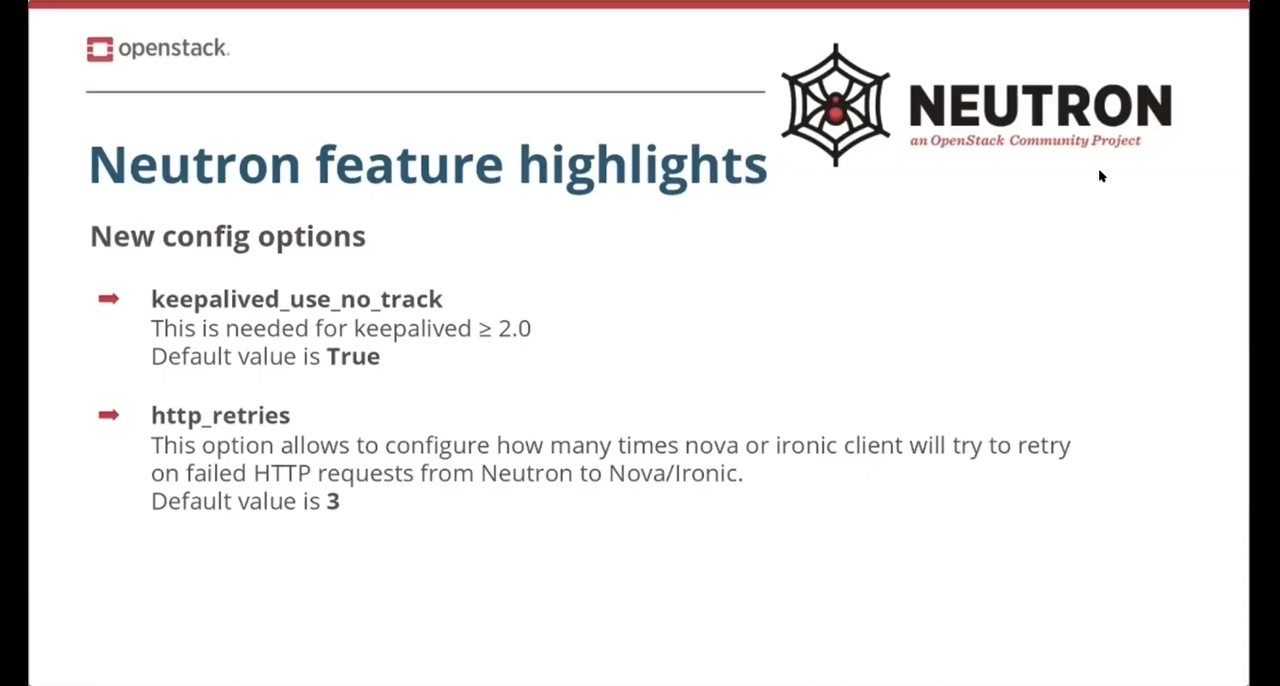 openstack.
NEUTRON
an OpenStack Community Project
Neutron feature highlights
New config options
keepalived_use_no_track
This is needed for keepalived ≥ 2.0
Default value is True
http_retries
This option allows to configure how many times nova or ironic client will try to retry
on failed HTTP requests from Neutron to Nova/Ironic.
Default value is 3